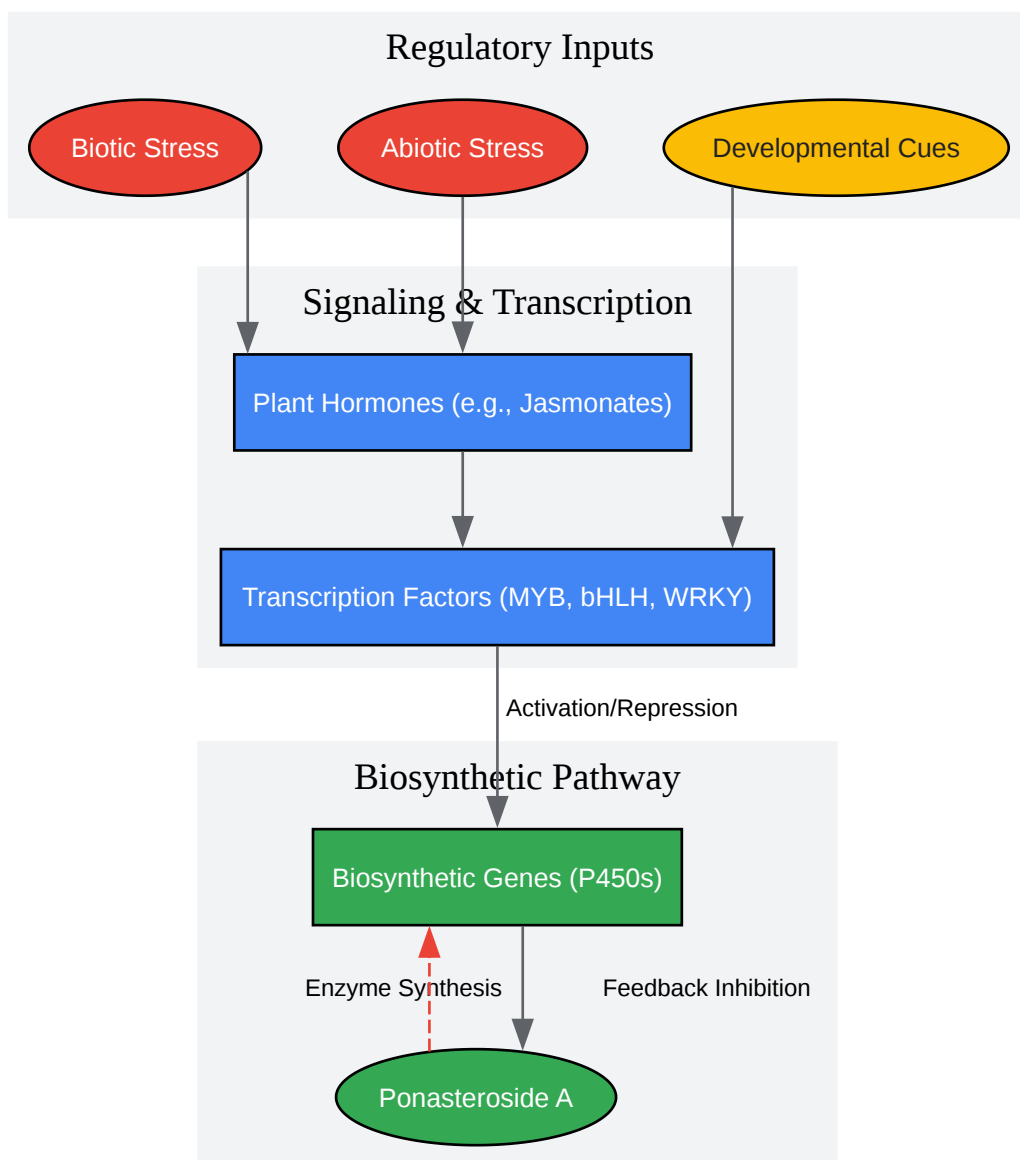 Regulatory Inputs
Biotic Stress
Abiotic Stress
Developmental Cues
Signaling & Transcription
Plant Hormones (e.g., Jasmonates)
Transcription Factors (MYB, bHLH, WRKY)
Activation/Repression
Biosynthetic Pathway
Biosynthetic Genes (P450s)
Enzyme Synthesis
Feedback Inhibition
Ponasteroside A